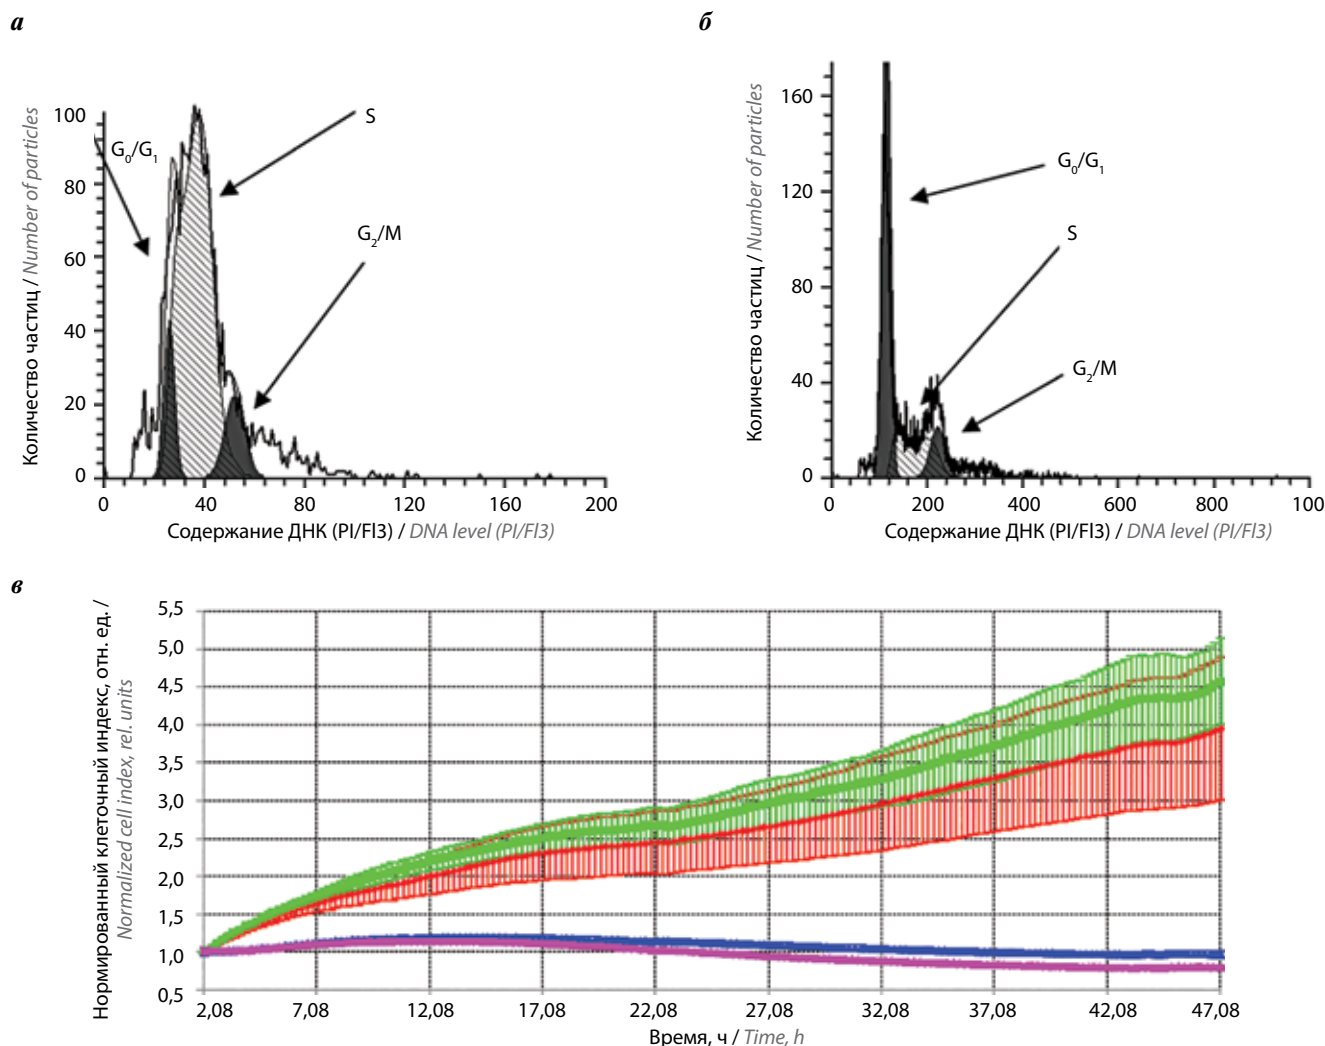 а
Количество частиц / Number of particles
100
80
60
40
20
0
G0/G1
S
G2/M
0 40 80 120 160 200
Содержание ДНК (PI/Fl3) / DNA level (PI/Fl3)
б
Количество частиц / Number of particles
160
120
80
40
0
G0/G1
S
G2/M
0 200 400 600 800 100
Содержание ДНК (PI/Fl3) / DNA level (PI/Fl3)
в
Нормированный клеточный индекс, отн. ед. /
Normalized cell index, rel. units
5,5
5,0
4,5
4,0
3,5
3,0
2,5
2,0
1,5
1,0
0,5
2,08 7,08 12,08 17,08 22,08 27,08 32,08 37,08 42,08 47,08
Время, ч / Time, h